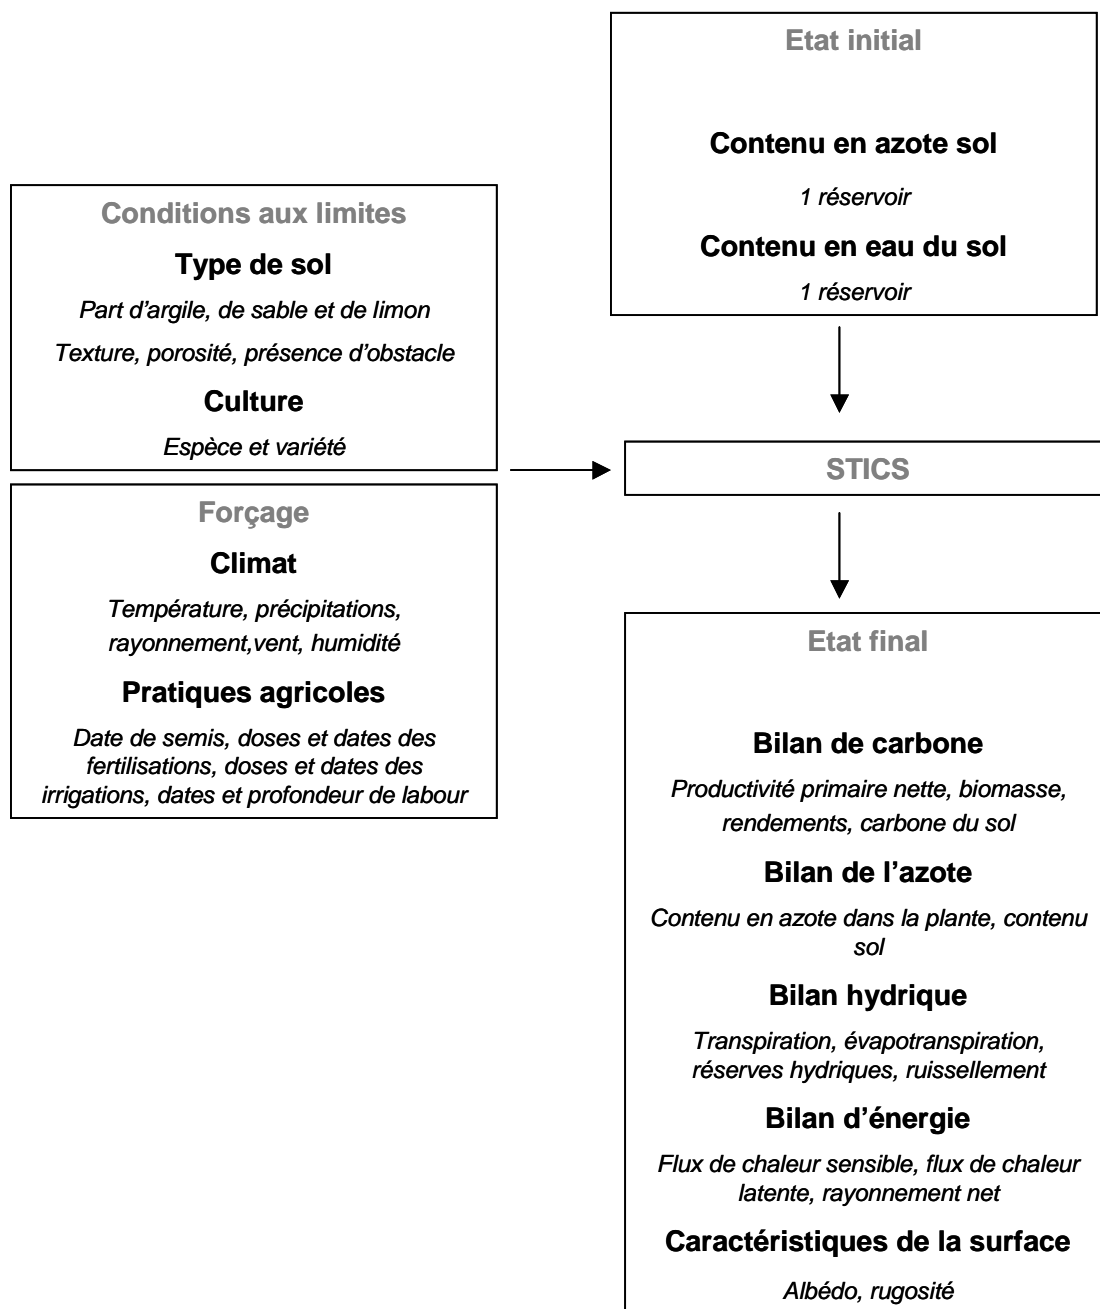 Etat initial
Contenu en azote sol
1 réservoir
Contenu en eau du sol
1 réservoir
Conditions aux limites
Type de sol
Part d'argile, de sable et de limon
Texture, porosité, présence d'obstacle
Culture
Espèce et variété
STICS
Forçage
Climat
Température, précipitations,
rayonnement,vent, humidité
Pratiques agricoles
Date de semis, doses et dates des
fertilisations, doses et dates des
irrigations, dates et profondeur de labour
Etat final
Bilan de carbone
Productivité primaire nette, biomasse,
rendements, carbone du sol
Bilan de l'azote
Contenu en azote dans la plante, contenu
sol
Bilan hydrique
Transpiration, évapotranspiration,
réserves hydriques, ruissellement
Bilan d'énergie
Flux de chaleur sensible, flux de chaleur
latente, rayonnement net
Caractéristiques de la surface
Albédo, rugosité